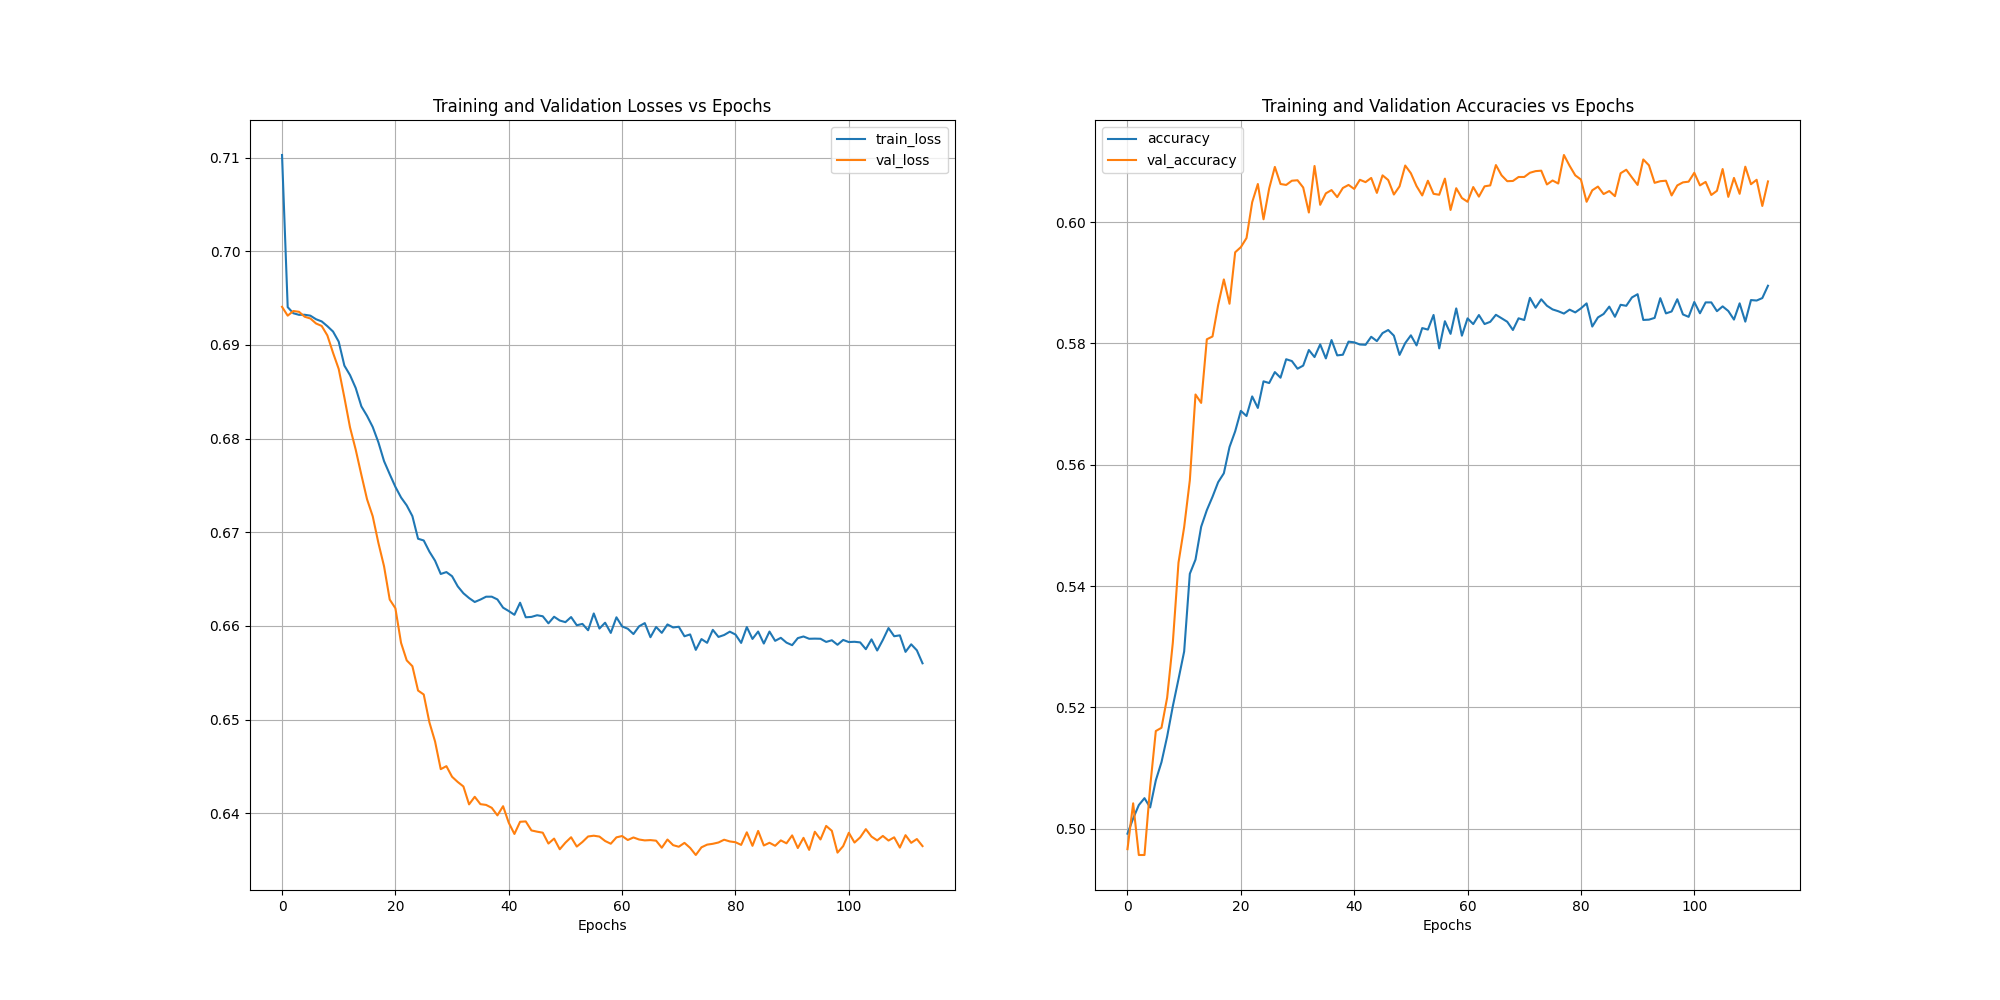 Training and Validation Losses vs Epochs
train_loss
val_loss
0.71
0.70
0.69
0.68
0.67
0.66
0.65
0.64
0 20 40 60 80 100
Epochs
Training and Validation Accuracies vs Epochs
accuracy
val_accuracy
0.60
0.58
0.56
0.54
0.52
0.50
0 20 40 60 80 100
Epochs